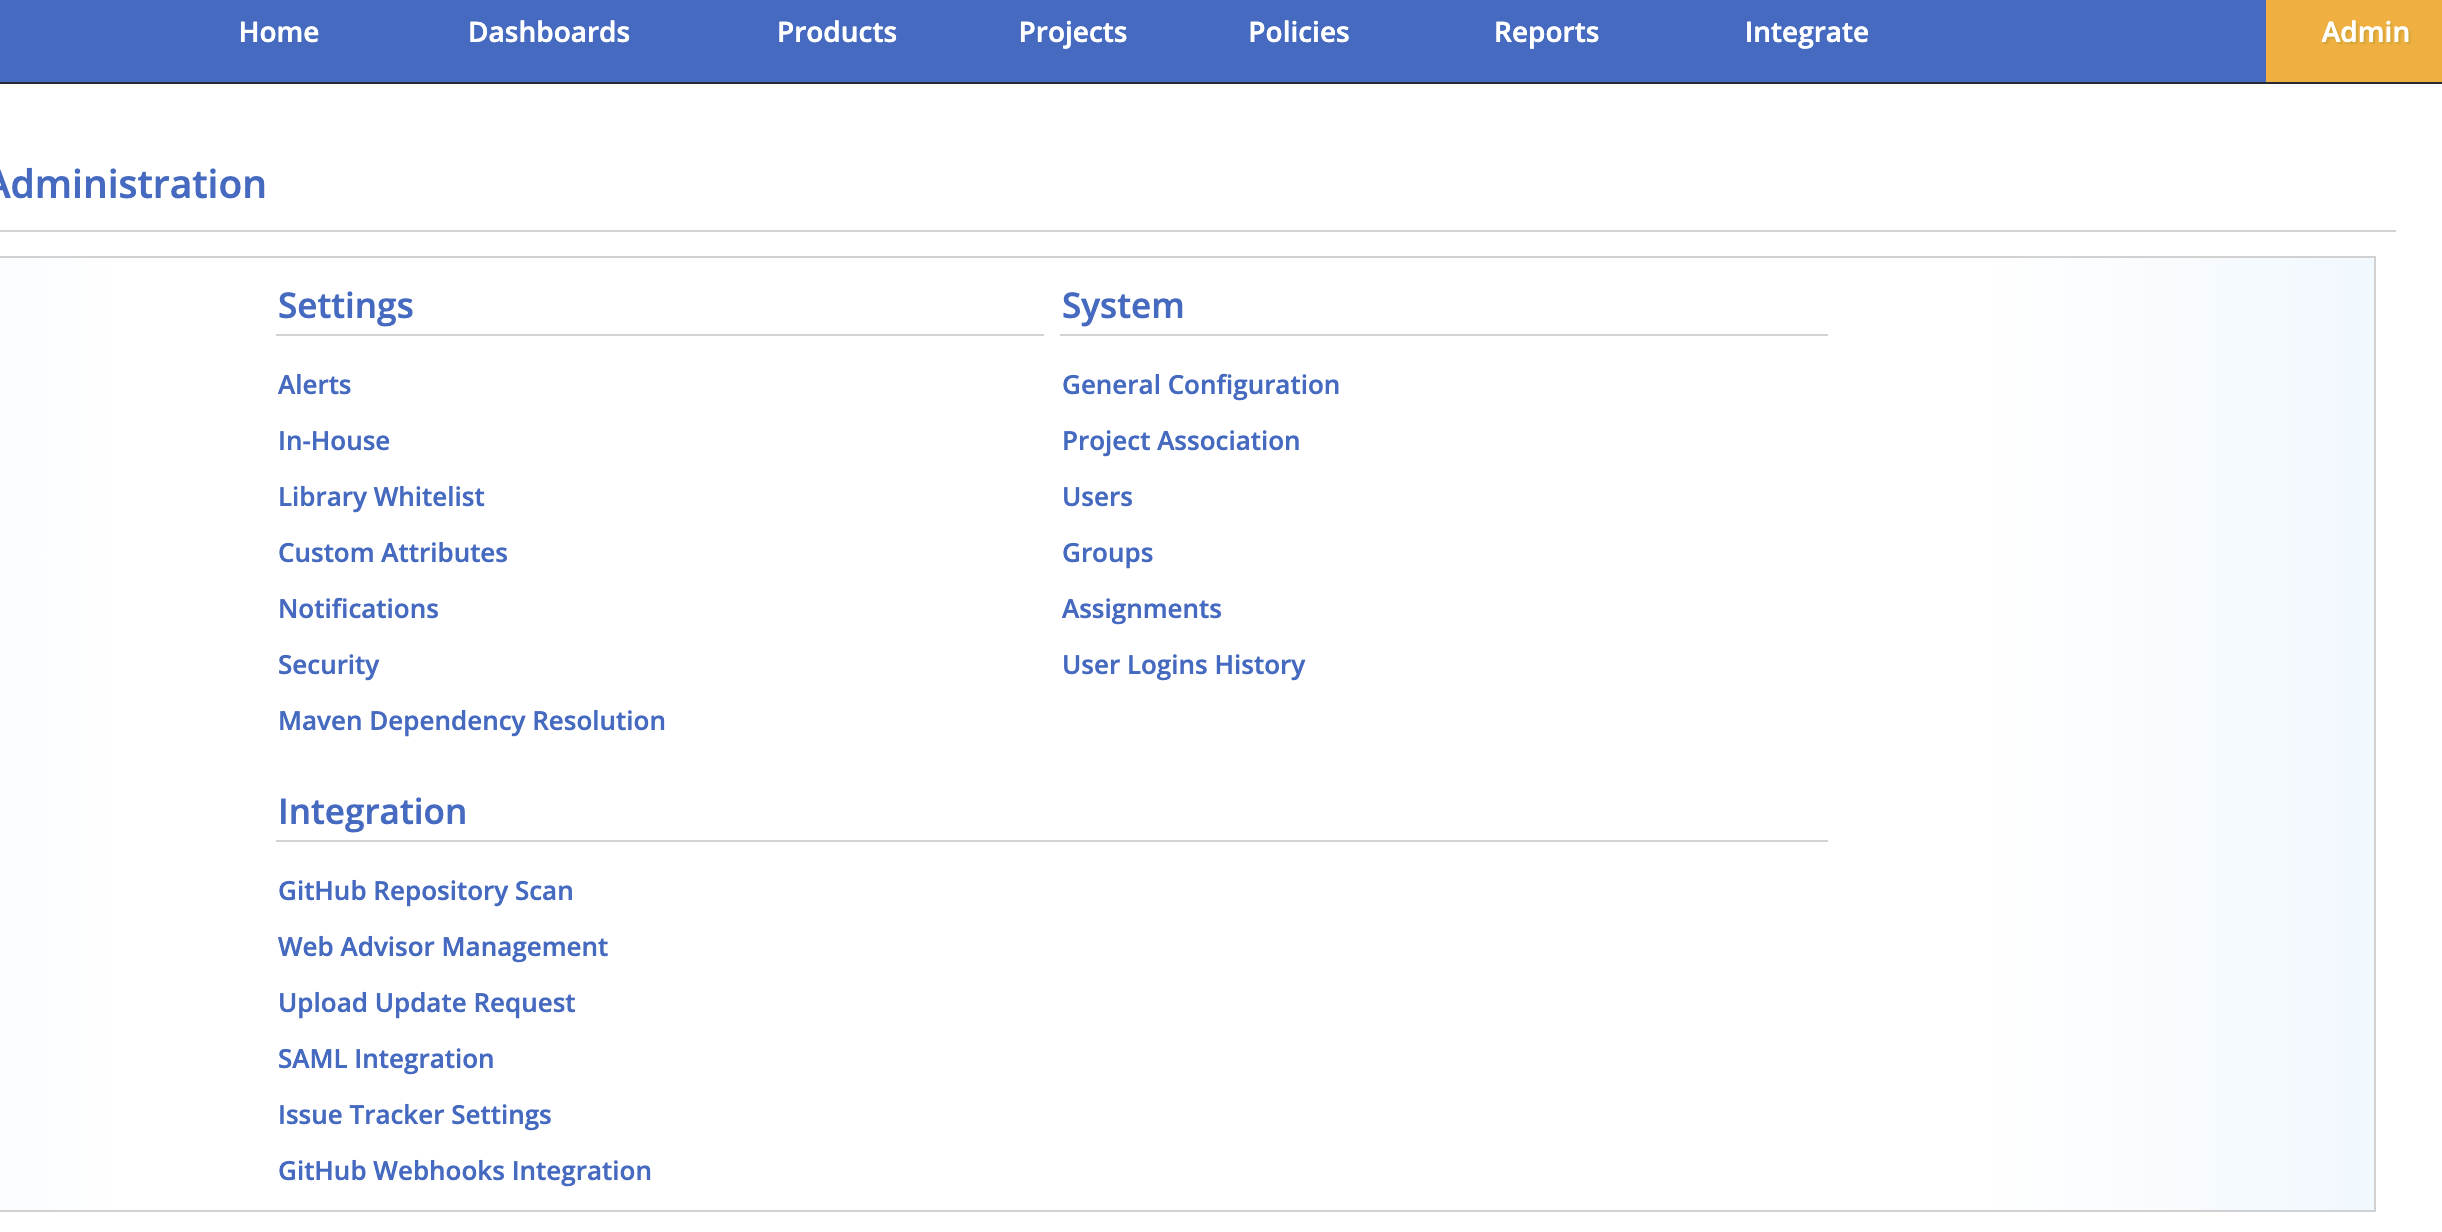 Home Dashboards Products Projects Policies Reports Integrate Admin
Administration
Settings
Alerts
In-House
Library Whitelist
Custom Attributes
Notifications
Security
Maven Dependency Resolution
System
General Configuration
Project Association
Users
Groups
Assignments
User Logins History
Integration
GitHub Repository Scan
Web Advisor Management
Upload Update Request
SAML Integration
Issue Tracker Settings
GitHub Webhooks Integration